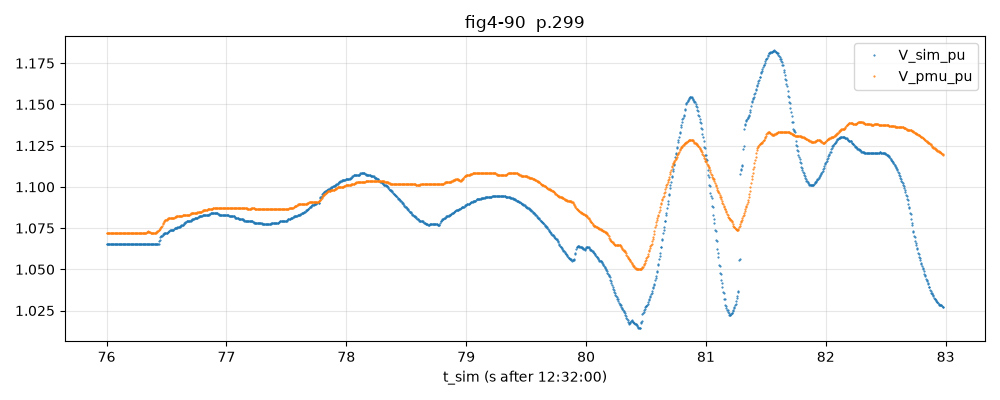 fig4-90 p.299
V_sim_pu
V_pmu_pu
1.175
1.150
1.125
1.100
1.075
1.050
1.025
76 77 78 79 80 81 82 83
t_sim (s after 12:32:00)